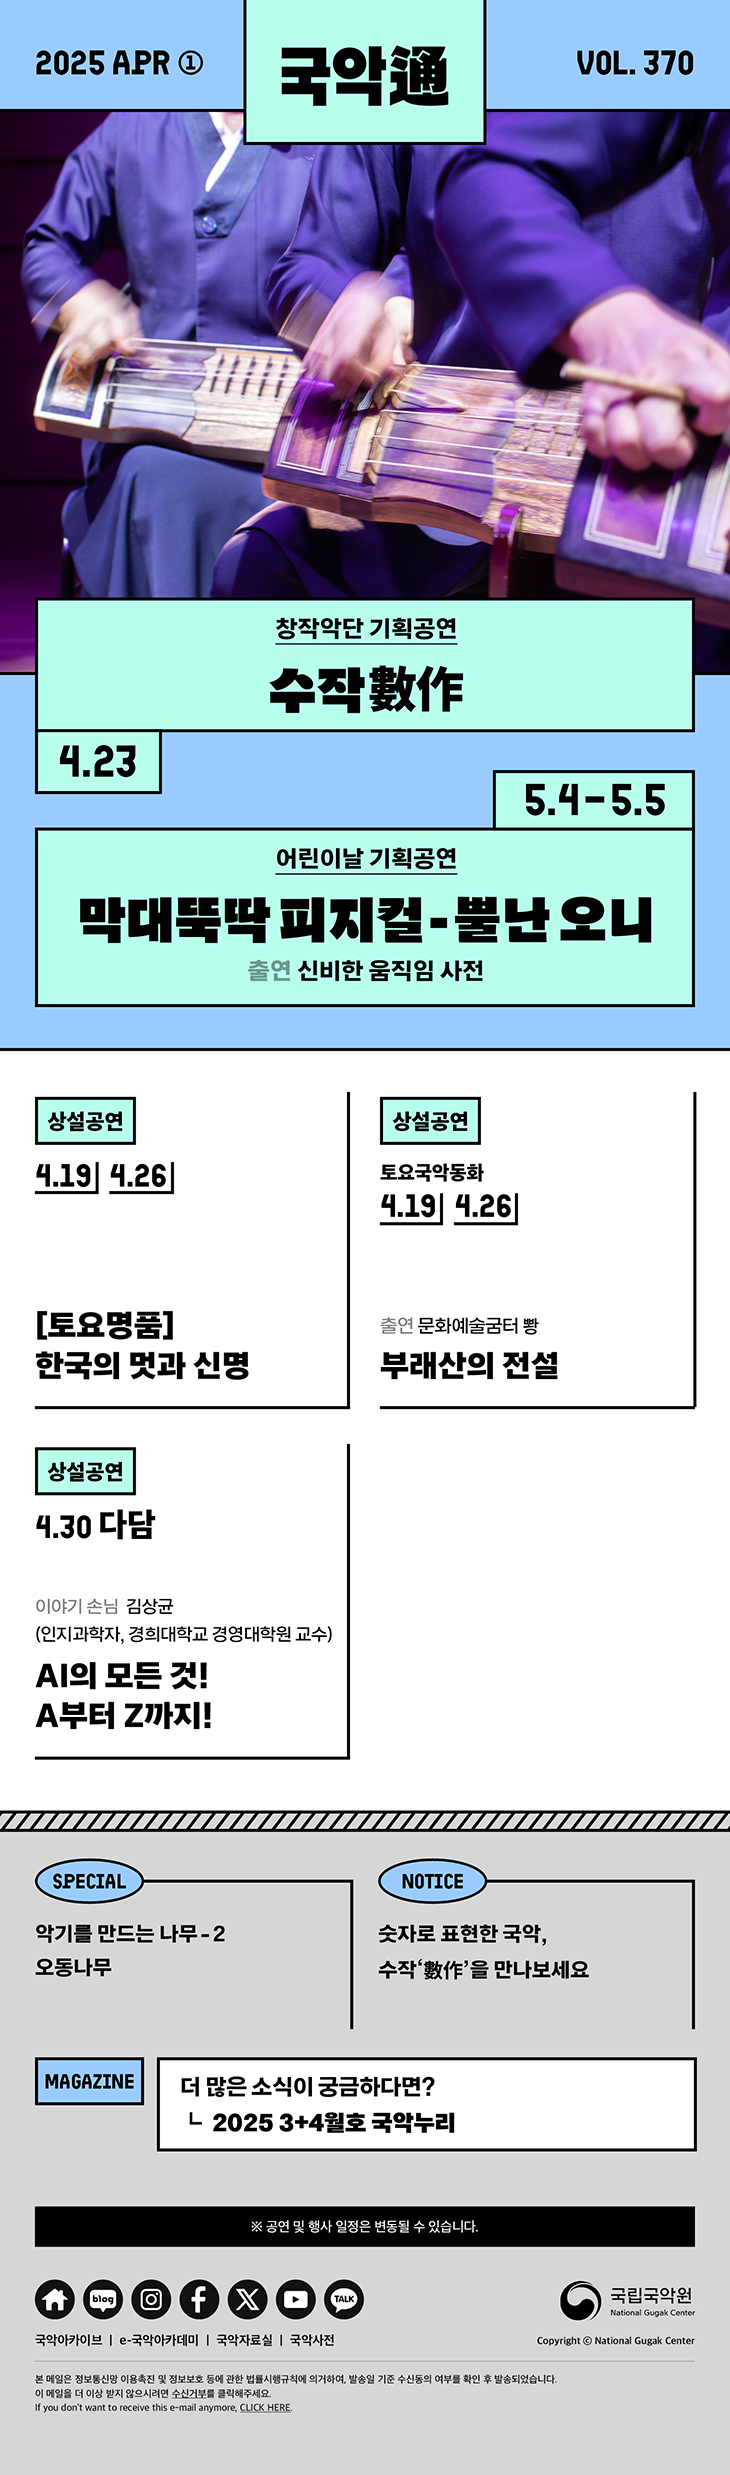 2025 APR ①
국악通
VOL. 370
창작악단 기획공연
수작數作
4.23
5.4-5.5
어린이날 기획공연
막대뚝딱 피지컬-뿔난 오니
출연 신비한 움직임 사전
상설공연
4.19 4.26
[토요명품]
한국의 멋과 신명
상설공연
토요국악동화
4.19 4.26
출연 문화예술굼터 빵
부래산의 전설
상설공연
4.30 다담
이야기 손님 김상균
(인지과학자, 경희대학교 경영대학원 교수)
AI의 모든 것!
A부터 Z까지!
SPECIAL
악기를 만드는 나무-2
오동나무
NOTICE
숫자로 표현한 국악,
수작‘數作’을 만나보세요
MAGAZINE
더 많은 소식이 궁금하다면?
ㄴ 2025 3+4월호 국악누리
※ 공연 및 행사 일정은 변동될 수 있습니다.
blog
TALK
국립국악원
National Gugak Center
국악아카이브 | e-국악아카데미 | 국악자료실 | 국악사전
Copyright © National Gugak Center
본 메일은 정보통신망 이용촉진 및 정보보호 등에 관한 법률시행규칙에 의거하여, 발송일 기준 수신동의 여부를 확인 후 발송되었습니다.
이 메일을 더 이상 받지 않으시려면 수신거부를 클릭해주세요.
If you don't want to receive this e-mail anymore, CLICK HERE.